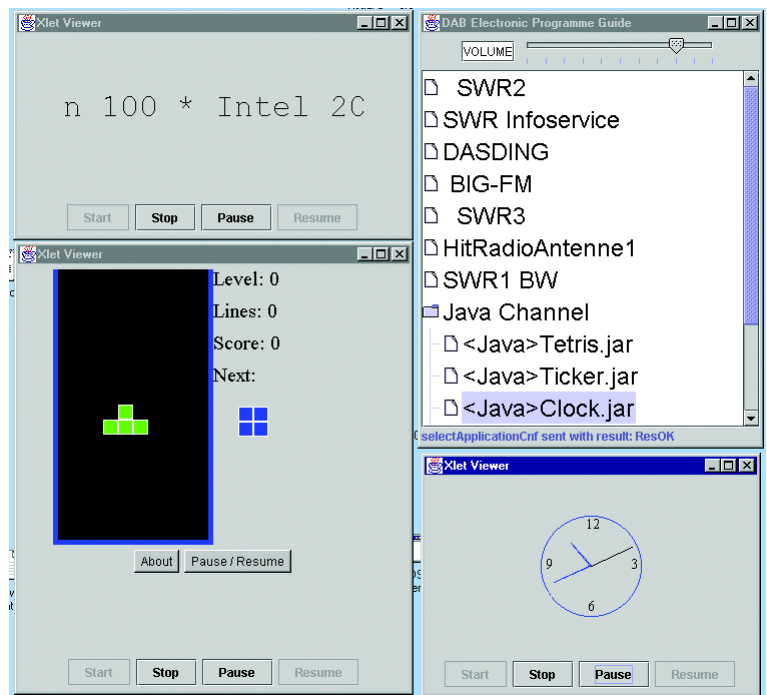 Xlet Viewer
n 100 * Intel 20
Start Stop Pause Resume
Xlet Viewer
Level: 0
Lines: 0
Score: 0
Next:
About Pause / Resume
Start Stop Pause Resume
DAB Electronic Programme Guide
VOLUME
SWR2
SWR Infoservice
DASDING
BIG-FM
SWR3
HitRadioAntenne1
SWR1 BW
Java Channel
<Java>Tetris.jar
<Java>Ticker.jar
<Java>Clock.jar
selectApplicationCnf sent with result: ResOK
Xlet Viewer
12
9 3
6
Start Stop Pause Resume